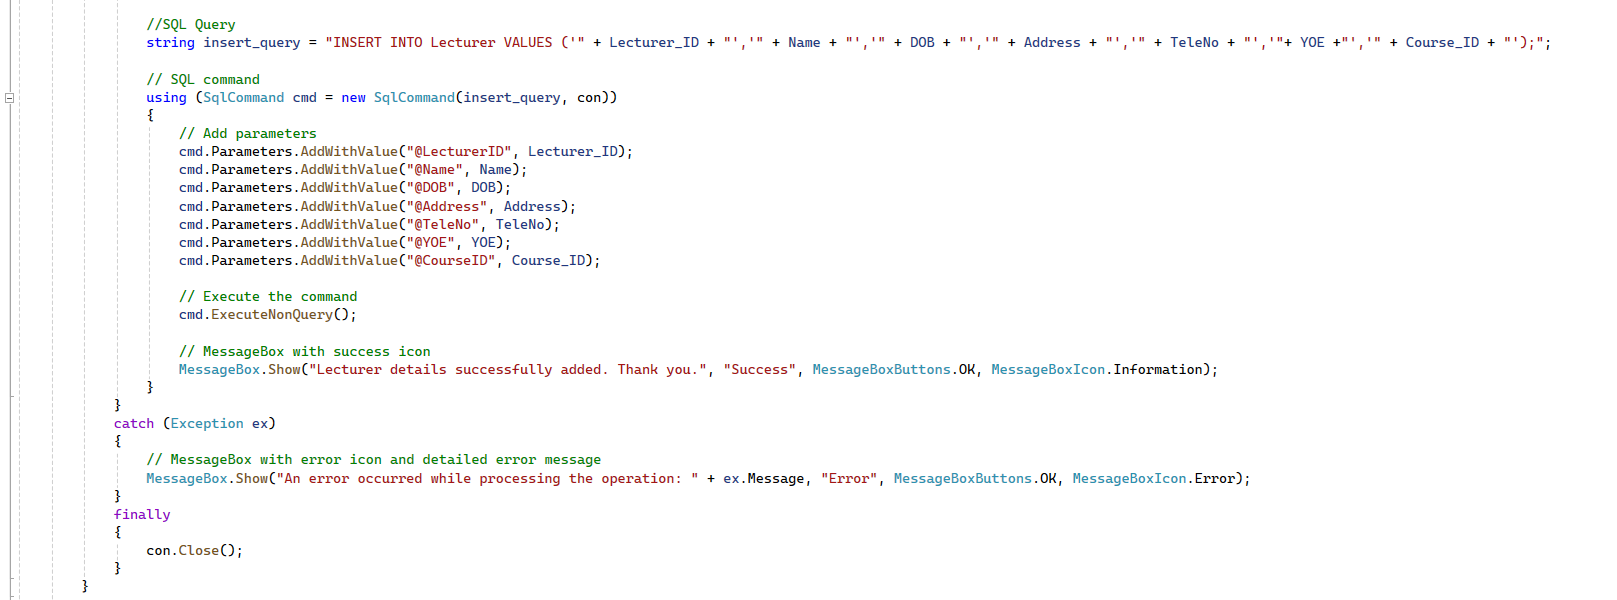 //SQL Query
string insert_query = "INSERT INTO Lecturer VALUES ('" + Lecturer_ID + "','" + Name + "','" + DOB + "','" + Address + "','" + TeleNo + "','"+ YOE +"','" + Course_ID + "');";
// SQL command
using (SqlCommand cmd = new SqlCommand(insert_query, con))
{
// Add parameters
cmd.Parameters.AddWithValue("@LecturerID", Lecturer_ID);
cmd.Parameters.AddWithValue("@Name", Name);
cmd.Parameters.AddWithValue("@DOB", DOB);
cmd.Parameters.AddWithValue("@Address", Address);
cmd.Parameters.AddWithValue("@TeleNo", TeleNo);
cmd.Parameters.AddWithValue("@YOE", YOE);
cmd.Parameters.AddWithValue("@CourseID", Course_ID);
// Execute the command
cmd.ExecuteNonQuery();
// MessageBox with success icon
MessageBox.Show("Lecturer details successfully added. Thank you.", "Success", MessageBoxButtons.OK, MessageBoxIcon.Information);
}
}
catch (Exception ex)
{
// MessageBox with error icon and detailed error message
MessageBox.Show("An error occurred while processing the operation: " + ex.Message, "Error", MessageBoxButtons.OK, MessageBoxIcon.Error);
}
finally
{
con.Close();
}
}